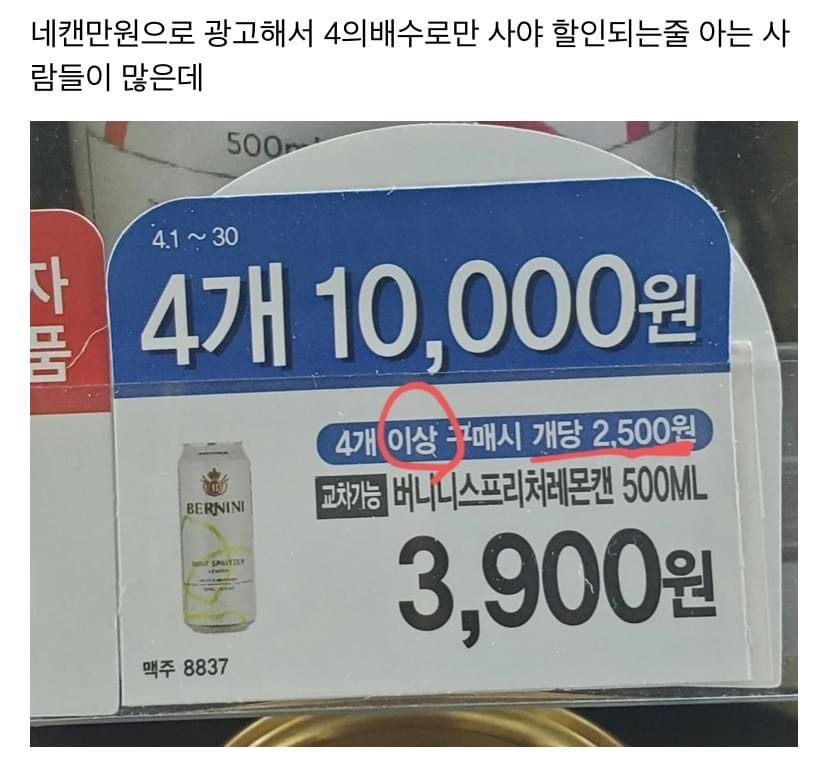 네캔만원으로 광고해서 4의배수로만 사야 할인되는줄 아는 사
람들이 많은데
500ml
자
품
4.1 ~ 30
4개 10,000원
4개 이상 구매시 개당 2,500원
교차가능 버니니스프리처레몬캔 500ML
BERNINI
SPRITZER
3,900원
맥주 8837